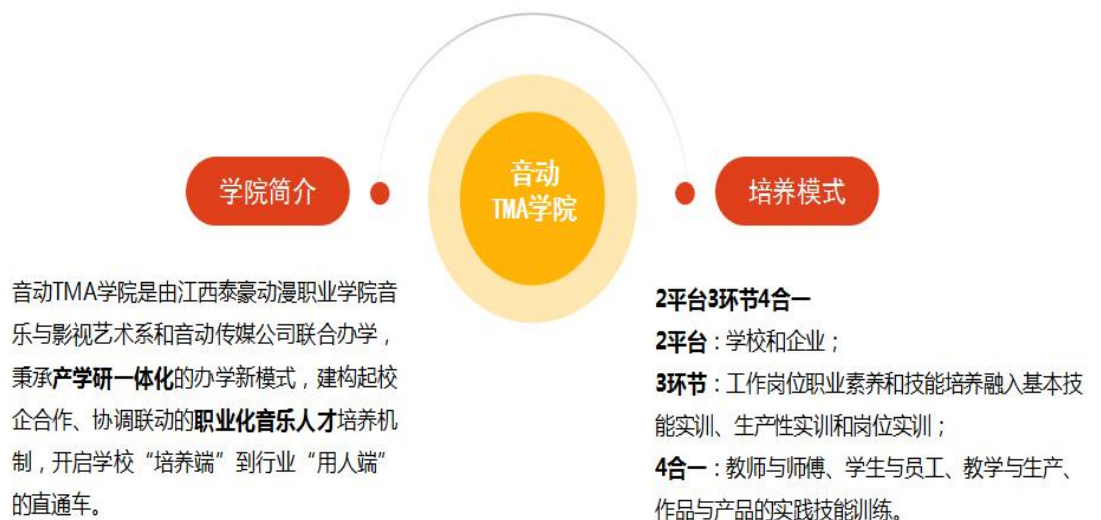 音动
TMA学院
学院简介
音动TMA学院是由江西泰豪动漫职业学院音
乐与影视艺术系和音动传媒公司联合办学，
秉承产学研一体化的办学新模式，建构起校
企合作、协调联动的职业化音乐人才培养机
制，开启学校“培养端”到行业“用人端”
的直通车。
培养模式
2平台3环节4合一
2平台：学校和企业；
3环节：工作岗位职业素养和技能培养融入基本技
能实训、生产性实训和岗位实训；
4合一：教师与师傅、学生与员工、教学与生产、
作品与产品的实践技能训练。